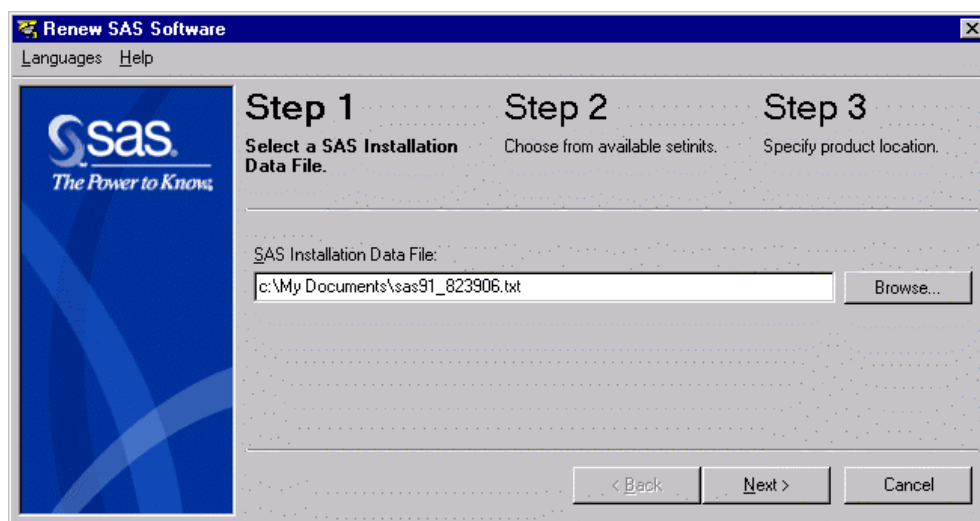 Renew SAS Software
Languages Help
sas.
The Power to Know
Step 1
Select a SAS Installation
Data File.
Step 2
Choose from available setinits.
Step 3
Specify product location.
SAS Installation Data File:
c:\My Documents\sas91_823906.txt
Browse...
< Back
Next >
Cancel